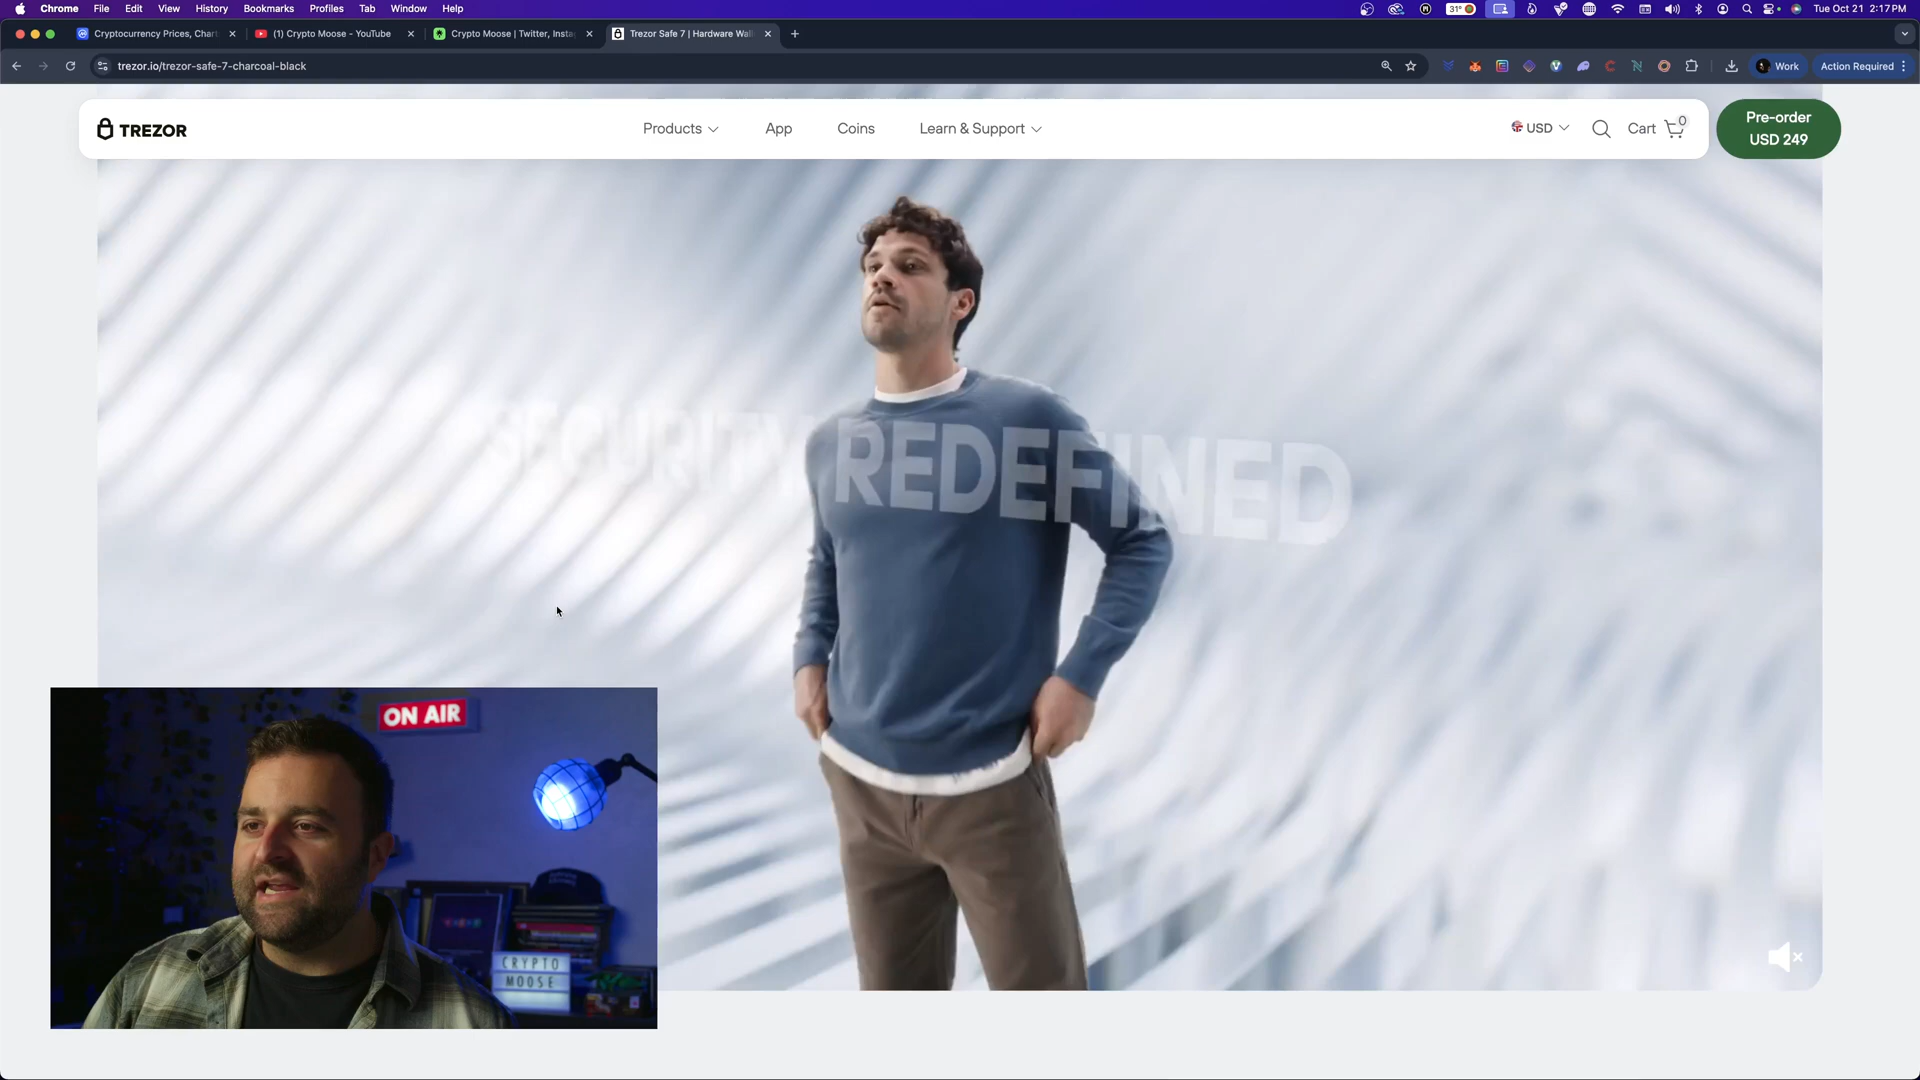 Chrome File Edit View History Bookmarks Profiles Tab Window Help
31°
Tue Oct 21 2:17 PM
Cryptocurrency Prices, Chart
(1) Crypto Moose - YouTube
Crypto Moose | Twitter, Insta
Trezor Safe 7 | Hardware Wall
trezor.io/trezor-safe-7-charcoal-black
Work
Action Required
TREZOR
Products
App
Coins
Learn & Support
USD
Cart
0
Pre-order
USD 249
SECURITY REDEFINED
ON AIR
CRYPTO
MOOSE